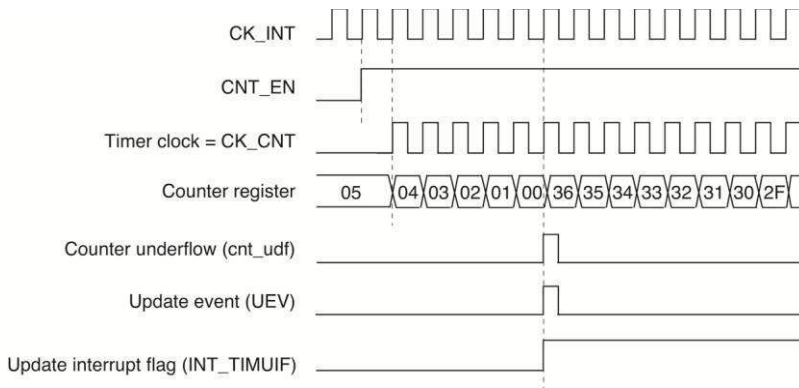 CK_INT
CNT_EN
Timer clock = CK_CNT
Counter register 05 04 03 02 01 00 36 35 34 33 32 31 30 2F
Counter underflow (cnt_udf)
Update event (UEV)
Update interrupt flag (INT_TIMUIF)